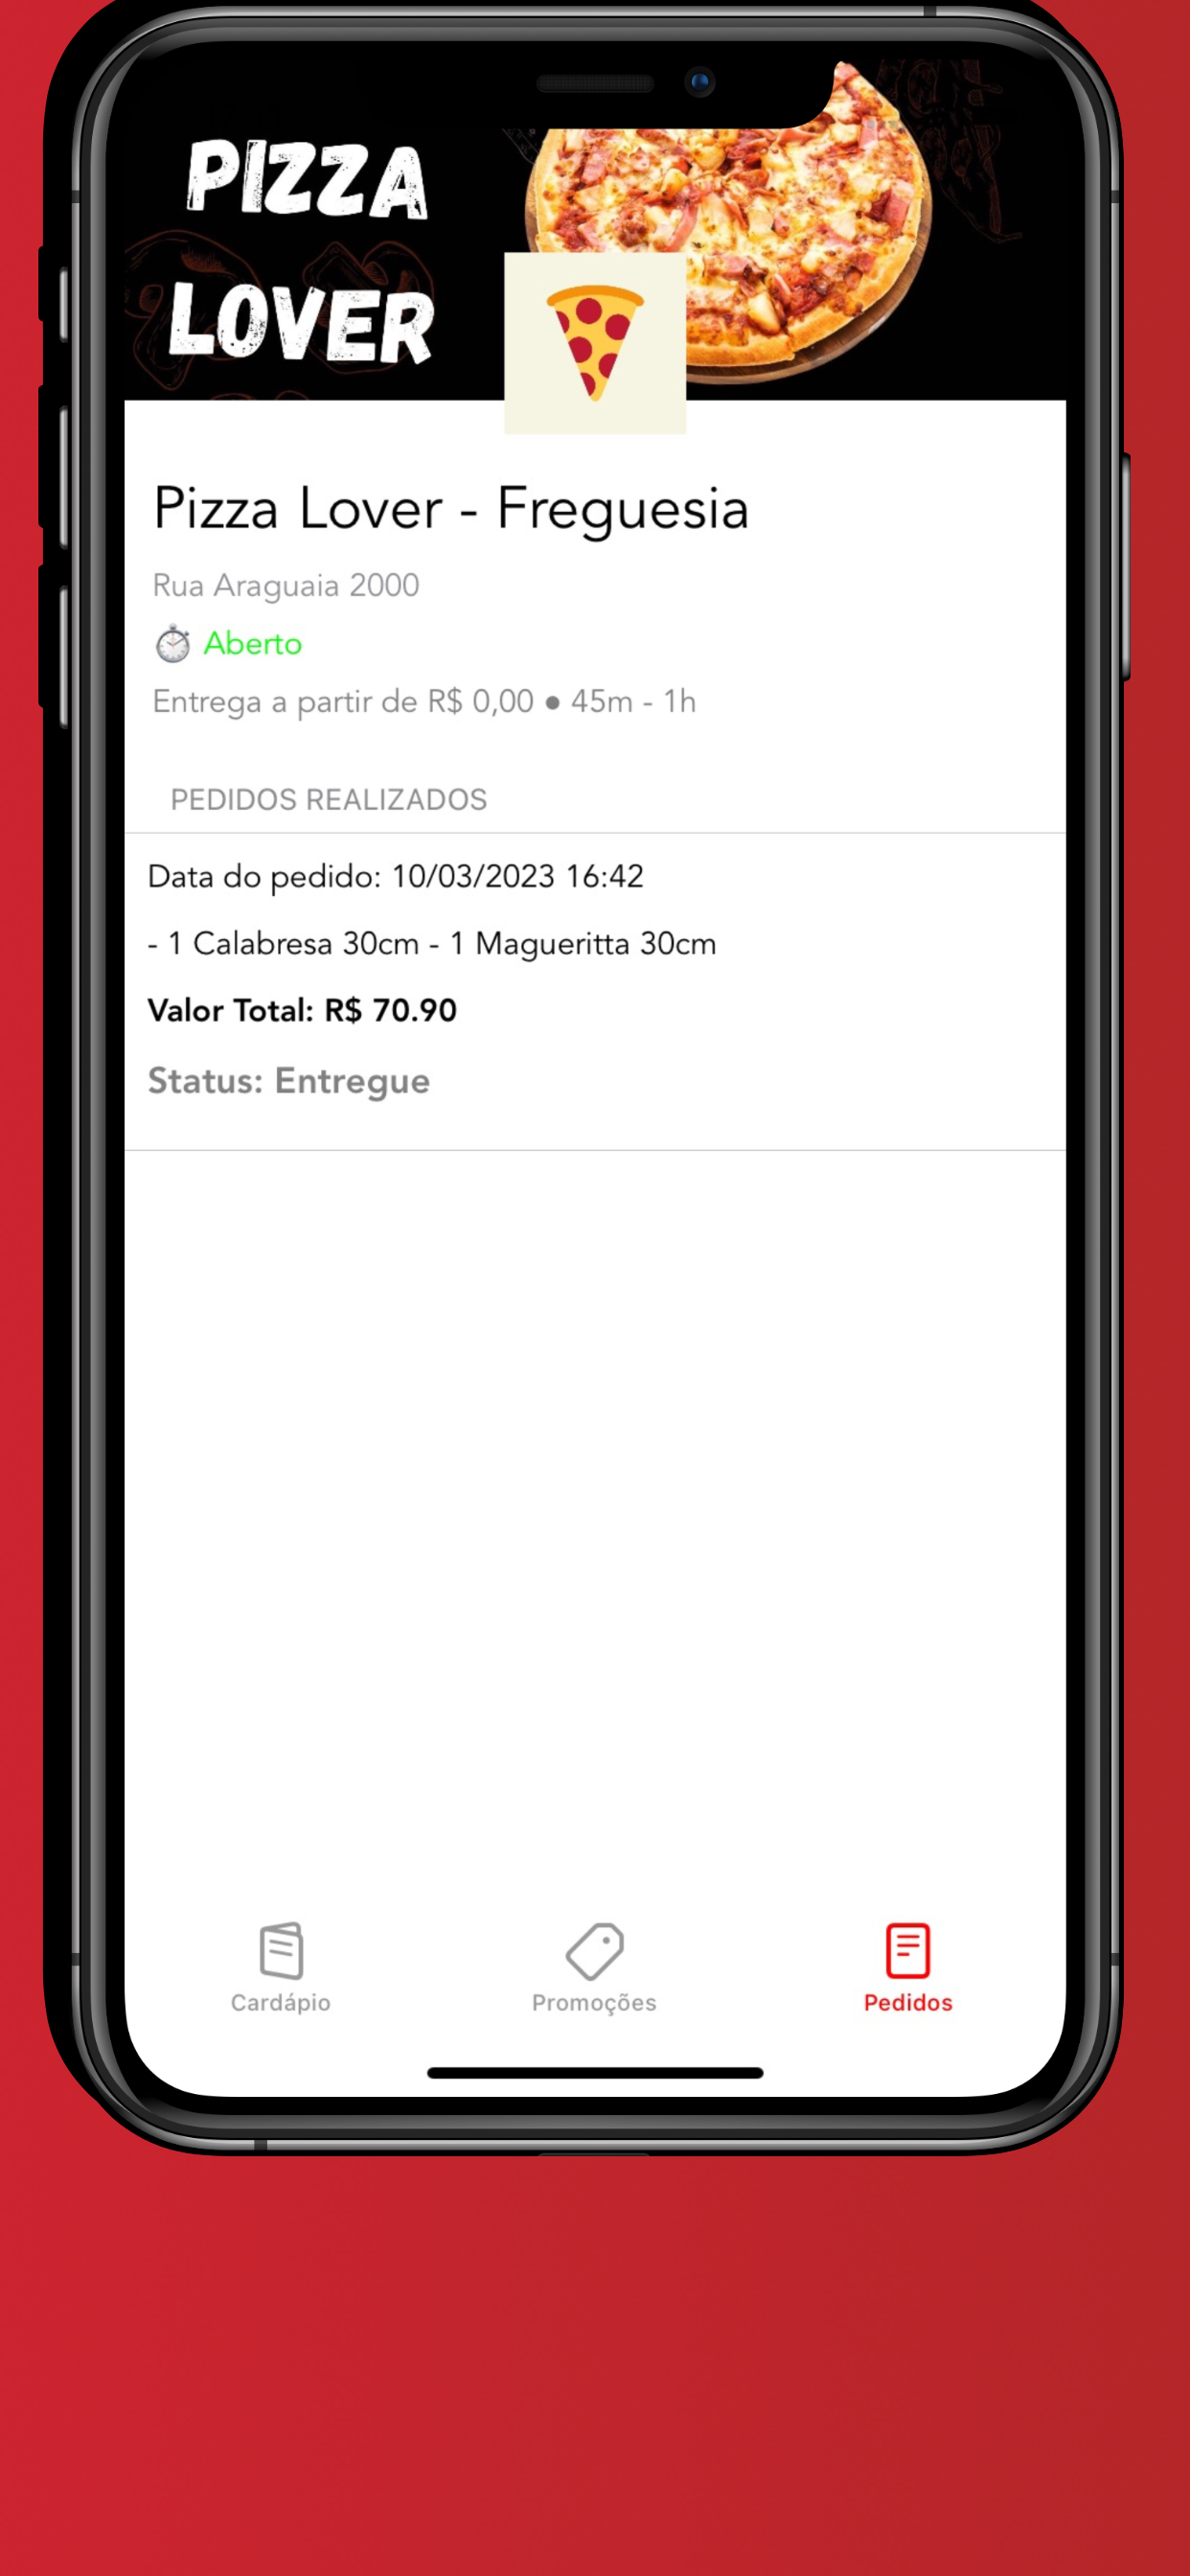 PIZZA
LOVER
Pizza Lover - Freguesia
Rua Araguaia 2000
Aberto
Entrega a partir de R$ 0,00 ● 45m - 1h
PEDIDOS REALIZADOS
Data do pedido: 10/03/2023 16:42
- 1 Calabresa 30cm - 1 Magueritta 30cm
Valor Total: R$ 70.90
Status: Entregue
Cardápio
Promoções
Pedidos